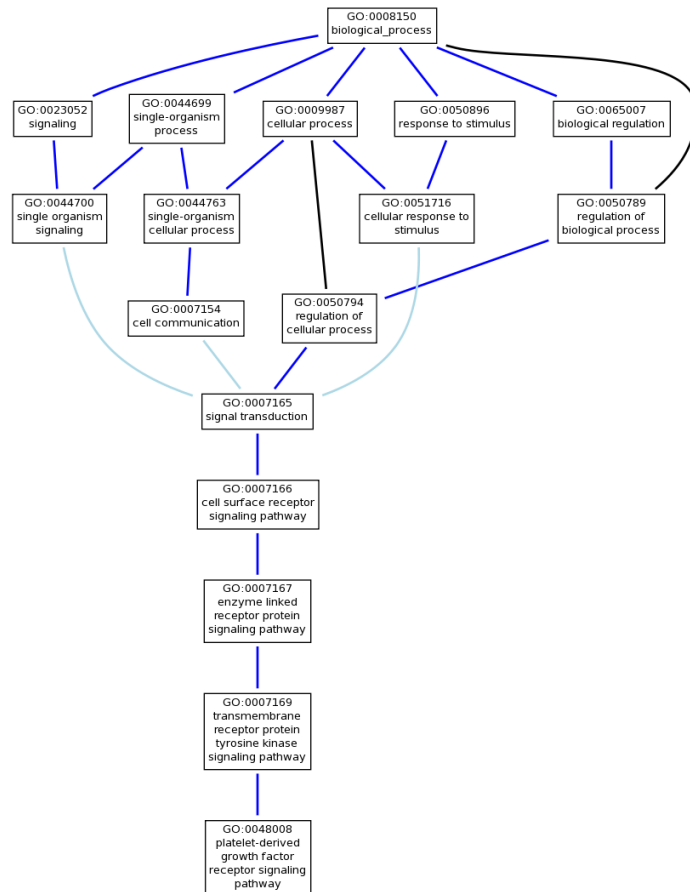 GO:0008150
biological_process
GO:0023052
signaling
GO:0044699
single-organism
process
GO:0009987
cellular process
GO:0050896
response to stimulus
GO:0065007
biological regulation
GO:0044700
single organism
signaling
GO:0044763
single-organism
cellular process
GO:0051716
cellular response to
stimulus
GO:0050789
regulation of
biological process
GO:0007154
cell communication
GO:0050794
regulation of
cellular process
GO:0007165
signal transduction
GO:0007166
cell surface receptor
signaling pathway
GO:0007167
enzyme linked
receptor protein
signaling pathway
GO:0007169
transmembrane
receptor protein
tyrosine kinase
signaling pathway
GO:0048008
platelet-derived
growth factor
receptor signaling
pathway